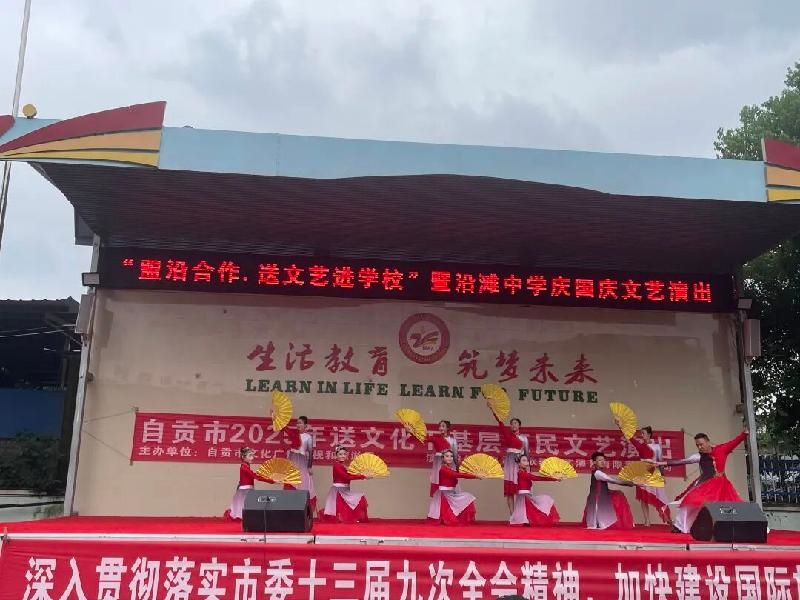 “盟沿合作.送文艺进学校”暨沿滩中学庆国庆文艺演出
生活教育 筑梦未来
LEARN IN LIFE LEARN FUTURE
自贡市202 年送文化 基层 民文艺演出
主办单位：自贡市 化广 视和
深入贯彻落实市委十三届九次全会精神，加快建设国际